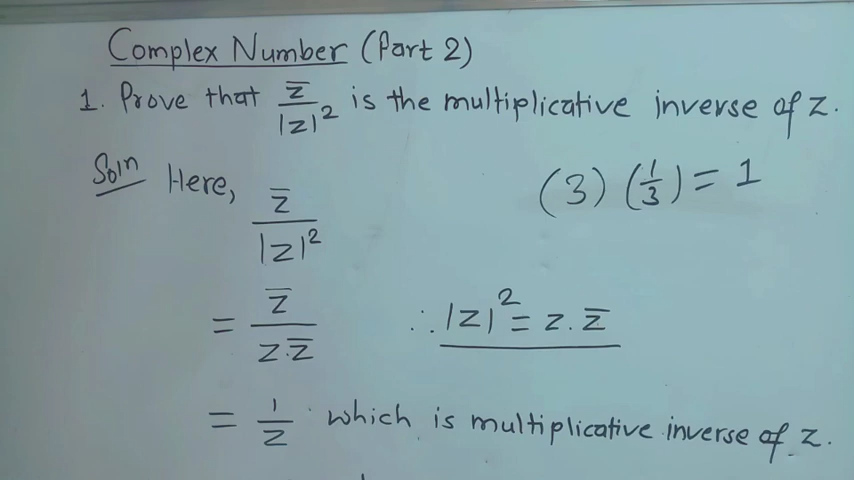 Complex Number (Part 2)
1. Prove that z̅/|z|² is the multiplicative inverse of z.
Soln Here,
(3) (1/3) = 1
z̅/|z|²
= z̅/z.z̅
∴ |z|² = z.z̅
= 1/z which is multiplicative inverse of z.